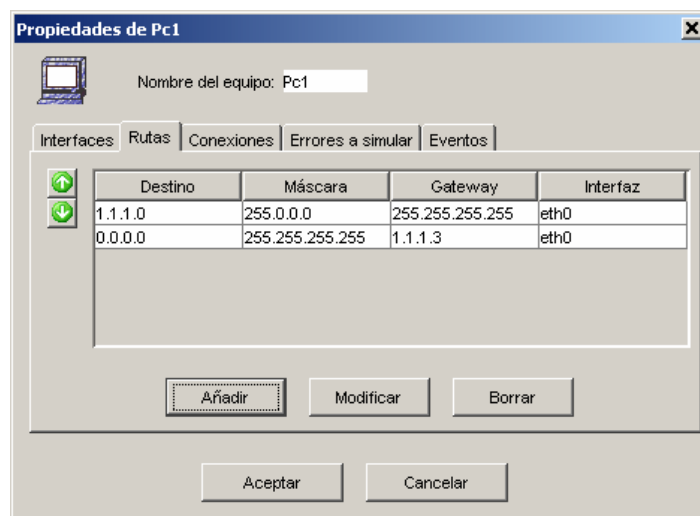 Propiedades de Pc1
Nombre del equipo: Pc1
Interfaces Rutas Conexiones Errores a simular Eventos
Destino Máscara Gateway Interfaz
1.1.1.0 255.0.0.0 255.255.255.255 eth0
0.0.0.0 255.255.255.255 1.1.1.3 eth0
Añadir Modificar Borrar
Aceptar Cancelar